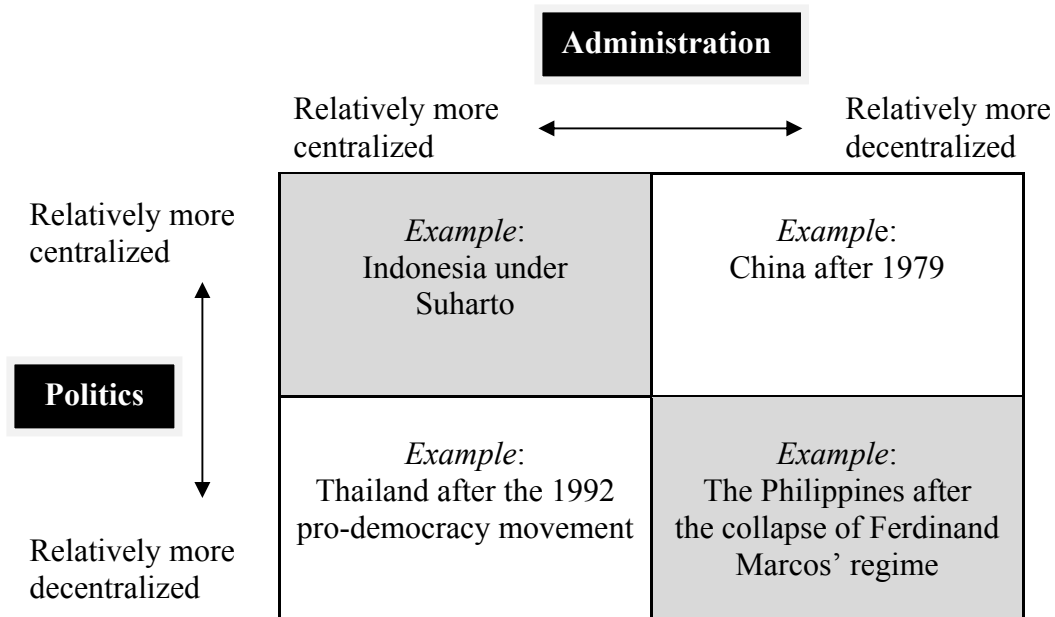 Administration
Relatively more
centralized
Relatively more
decentralized
Relatively more
centralized
Example:
Indonesia under
Suharto
Example:
China after 1979
Politics
Example:
Thailand after the 1992
pro-democracy movement
Example:
The Philippines after
the collapse of Ferdinand
Marcos’ regime
Relatively more
decentralized